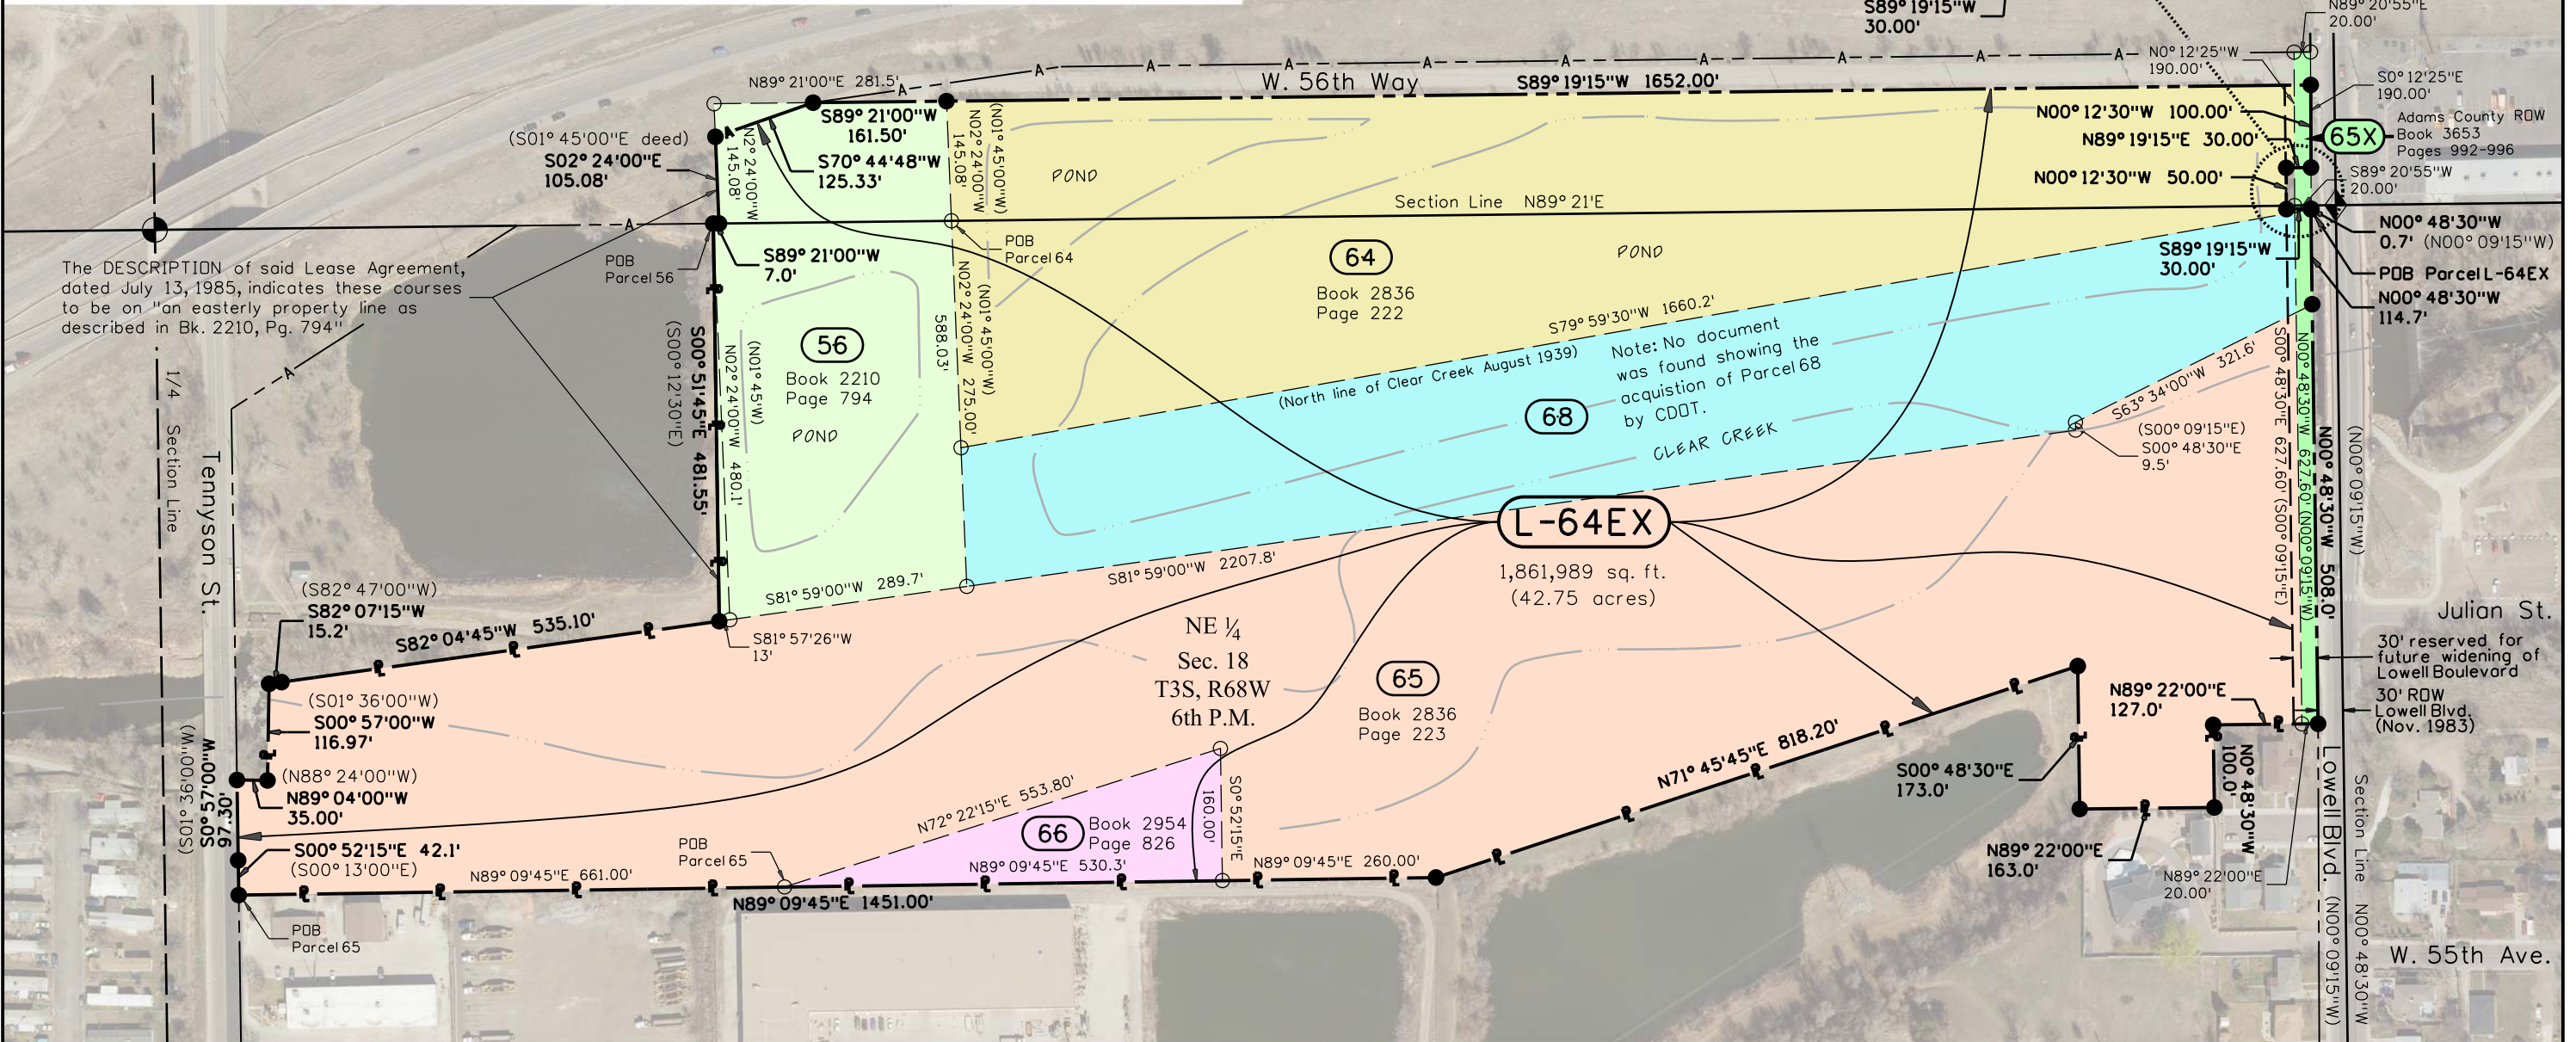 S89° 19'15"W
30.00'
N89° 20'55"E
20.00'
N0° 12'25"W
190.00'
S0° 12'25"E
190.00'
N89° 21'00"E 281.5'
W. 56th Way
S89° 19'15"W 1652.00'
A
A
A
A
A
A
A
A
A
A
N00° 12'30"W 100.00'
N89° 19'15"E 30.00'
N00° 12'30"W 50.00'
65X
Adams County ROW
Book 3653
Pages 992-996
S89° 20'55"W
20.00'
(S01° 45'00"E deed)
S02° 24'00"E
105.08'
N2° 24'00"W
145.08'
S89° 21'00"W
161.50'
S70° 44'48"W
125.33'
(N01° 45'00"W)
N02° 24'00"W
145.08'
POND
Section Line N89° 21'E
A
N00° 48'30"W
0.7' (N00° 09'15"W)
POB Parcel L-64EX
N00° 48'30"W
114.7'
The DESCRIPTION of said Lease Agreement,
dated July 13, 1985, indicates these courses
to be on "an easterly property line as
described in Bk. 2210, Pg. 794"
POB
Parcel 56
S89° 21'00"W
7.0'
POB
Parcel 64
64
Book 2836
Page 222
POND
S89° 19'15"W
30.00'
(N01° 45'00"W)
N02° 24'00"W 275.00'
588.03'
S79° 59'30"W 1660.2'
(North line of Clear Creek August 1939)
Note: No document
was found showing the
acquistion of Parcel 68
by CDOT.
68
CLEAR CREEK
56
Book 2210
Page 794
POND
S00° 51'45"E 481.55'
(S00° 12'30"E)
(N01° 45'W)
N02° 24'00"W 480.1'
A
1/4 Section Line
Tennyson St.
S63° 34'00"W 321.6'
(S00° 09'15"E)
S00° 48'30"E
9.5'
S00° 48'30"E 627.60' (S00° 09'15"E)
N00° 48'30"W 627.60' (N00° 09'15"W)
N00° 48'30"W 508.0'
(N00° 09'15"W)
L-64EX
1,861,989 sq. ft.
(42.75 acres)
S81° 59'00"W 2207.8'
S81° 59'00"W 289.7'
S81° 57'26"W
13'
(S82° 47'00"W)
S82° 07'15"W
15.2'
S82° 04'45"W 535.10'
NE ¼
Sec. 18
T3S, R68W
6th P.M.
65
Book 2836
Page 223
Julian St.
30' reserved for
future widening of
Lowell Boulevard
30' ROW
Lowell Blvd.
(Nov. 1983)
(S01° 36'00"W)
S00° 57'00"W
116.97'
(N88° 24'00"W)
N89° 04'00"W
35.00'
(S01° 36'00"W)
S0° 57'00"W
97.30'
S00° 52'15"E 42.1'
(S00° 13'00"E)
POB
Parcel 65
N89° 09'45"E 661.00'
POB
Parcel 65
N72° 22'15"E 553.80'
66
Book 2954
Page 826
N89° 09'45"E 530.3'
S0° 52'15"E
160.00'
N89° 09'45"E 260.00'
N89° 09'45"E 1451.00'
N71° 45'45"E 818.20'
S00° 48'30"E
173.0'
N89° 22'00"E
127.0'
N0° 48'30"W
100.0'
N89° 22'00"E
163.0'
N89° 22'00"E
20.00'
Lowell Blvd. (N00° 09'15"W)
Section Line N00° 48'30"W
W. 55th Ave.